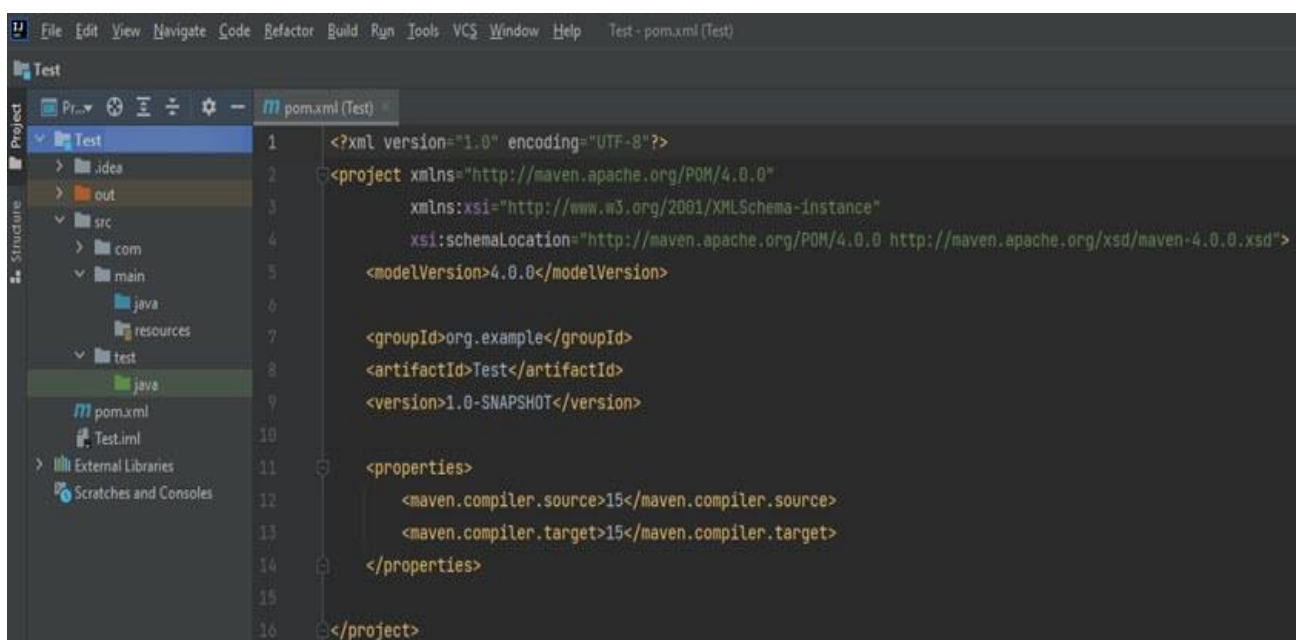 File Edit View Navigate Code Refactor Build Run Tools VCS Window Help Test - pom.xml (Test)
Test
Project
Structure
Pr...
Test
.idea
out
src
com
main
java
resources
test
java
pom.xml
Test.iml
External Libraries
Scratches and Consoles
pom.xml (Test)
1 <?xml version="1.0" encoding="UTF-8"?>
2 <project xmlns="http://maven.apache.org/POM/4.0.0"
3 xmlns:xsi="http://www.w3.org/2001/XMLSchema-instance"
4 xsi:schemaLocation="http://maven.apache.org/POM/4.0.0 http://maven.apache.org/xsd/maven-4.0.0.xsd">
5 <modelVersion>4.0.0</modelVersion>
6
7 <groupId>org.example</groupId>
8 <artifactId>Test</artifactId>
9 <version>1.0-SNAPSHOT</version>
10
11 <properties>
12 <maven.compiler.source>15</maven.compiler.source>
13 <maven.compiler.target>15</maven.compiler.target>
14 </properties>
15
16 </project>